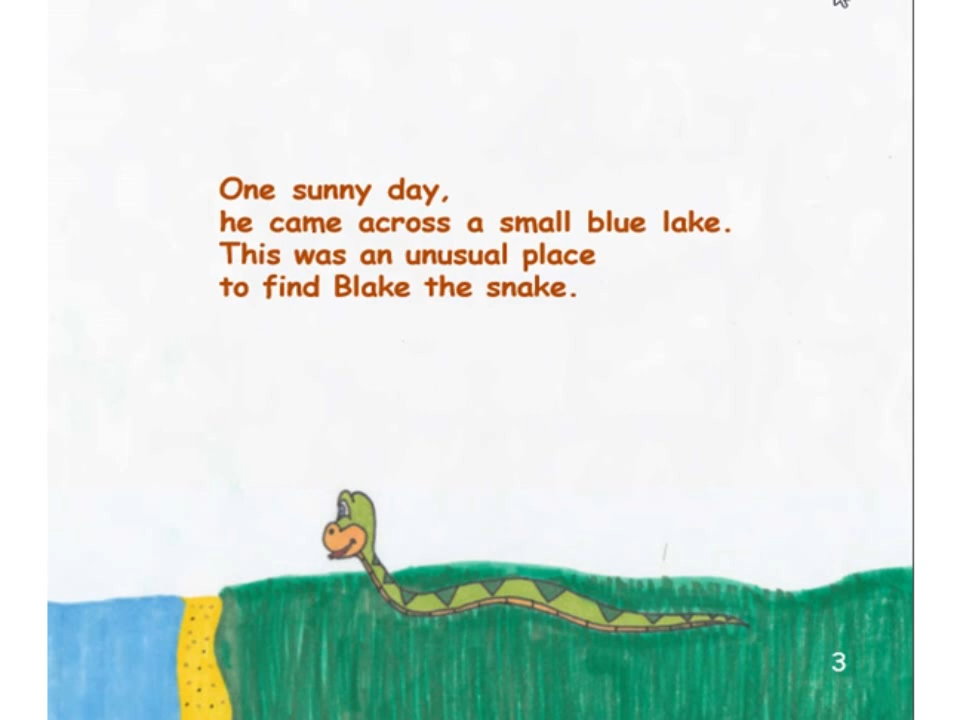 One sunny day,
he came across a small blue lake.
This was an unusual place
to find Blake the snake.
3